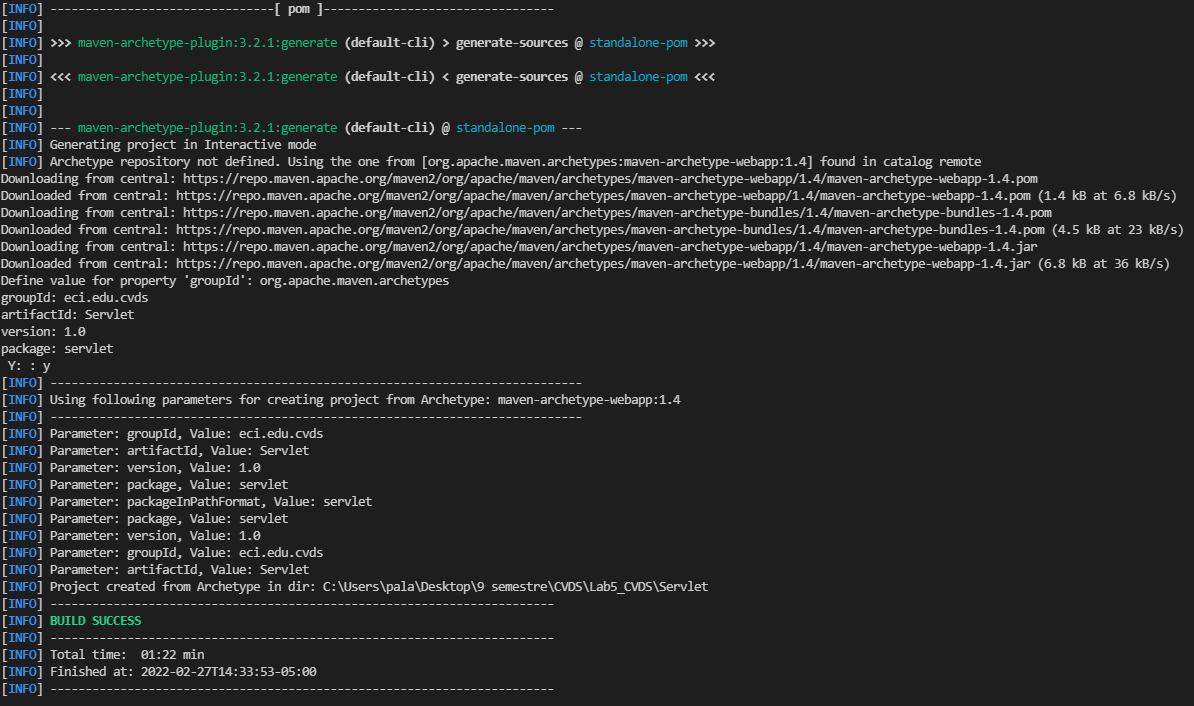 [INFO] --------------------------------[ pom ]---------------------------------
[INFO]
[INFO] >>> maven-archetype-plugin:3.2.1:generate (default-cli) > generate-sources @ standalone-pom >>>
[INFO]
[INFO] <<< maven-archetype-plugin:3.2.1:generate (default-cli) < generate-sources @ standalone-pom <<<
[INFO]
[INFO]
[INFO] --- maven-archetype-plugin:3.2.1:generate (default-cli) @ standalone-pom ---
[INFO] Generating project in Interactive mode
[INFO] Archetype repository not defined. Using the one from [org.apache.maven.archetypes:maven-archetype-webapp:1.4] found in catalog remote
Downloading from central: https://repo.maven.apache.org/maven2/org/apache/maven/archetypes/maven-archetype-webapp/1.4/maven-archetype-webapp-1.4.pom
Downloaded from central: https://repo.maven.apache.org/maven2/org/apache/maven/archetypes/maven-archetype-webapp/1.4/maven-archetype-webapp-1.4.pom (1.4 kB at 6.8 kB/s)
Downloading from central: https://repo.maven.apache.org/maven2/org/apache/maven/archetypes/maven-archetype-bundles/1.4/maven-archetype-bundles-1.4.pom
Downloaded from central: https://repo.maven.apache.org/maven2/org/apache/maven/archetypes/maven-archetype-bundles/1.4/maven-archetype-bundles-1.4.pom (4.5 kB at 23 kB/s)
Downloading from central: https://repo.maven.apache.org/maven2/org/apache/maven/archetypes/maven-archetype-webapp/1.4/maven-archetype-webapp-1.4.jar
Downloaded from central: https://repo.maven.apache.org/maven2/org/apache/maven/archetypes/maven-archetype-webapp/1.4/maven-archetype-webapp-1.4.jar (6.8 kB at 36 kB/s)
Define value for property 'groupId': org.apache.maven.archetypes
groupId: eci.edu.cvds
artifactId: Servlet
version: 1.0
package: servlet
 Y: : y
[INFO] ----------------------------------------------------------------------------
[INFO] Using following parameters for creating project from Archetype: maven-archetype-webapp:1.4
[INFO] ----------------------------------------------------------------------------
[INFO] Parameter: groupId, Value: eci.edu.cvds
[INFO] Parameter: artifactId, Value: Servlet
[INFO] Parameter: version, Value: 1.0
[INFO] Parameter: package, Value: servlet
[INFO] Parameter: packageInPathFormat, Value: servlet
[INFO] Parameter: package, Value: servlet
[INFO] Parameter: version, Value: 1.0
[INFO] Parameter: groupId, Value: eci.edu.cvds
[INFO] Parameter: artifactId, Value: Servlet
[INFO] Project created from Archetype in dir: C:\Users\pala\Desktop\9 semestre\CVDS\Lab5_CVDS\Servlet
[INFO] ------------------------------------------------------------------------
[INFO] BUILD SUCCESS
[INFO] ------------------------------------------------------------------------
[INFO] Total time:  01:22 min
[INFO] Finished at: 2022-02-27T14:33:53-05:00
[INFO] ------------------------------------------------------------------------